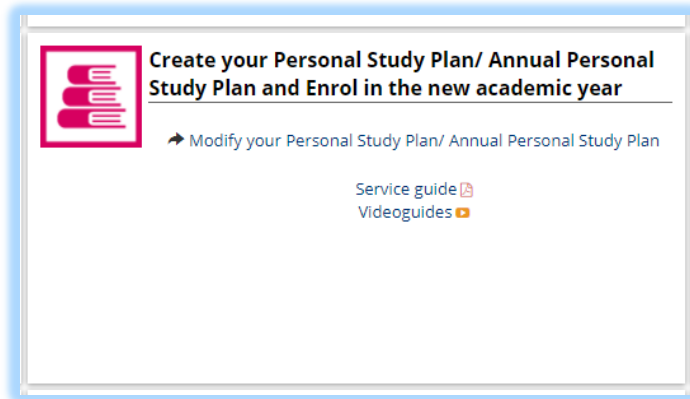 Create your Personal Study Plan/ Annual Personal
Study Plan and Enrol in the new academic year
Modify your Personal Study Plan/ Annual Personal Study Plan
Service guide
Videoguides